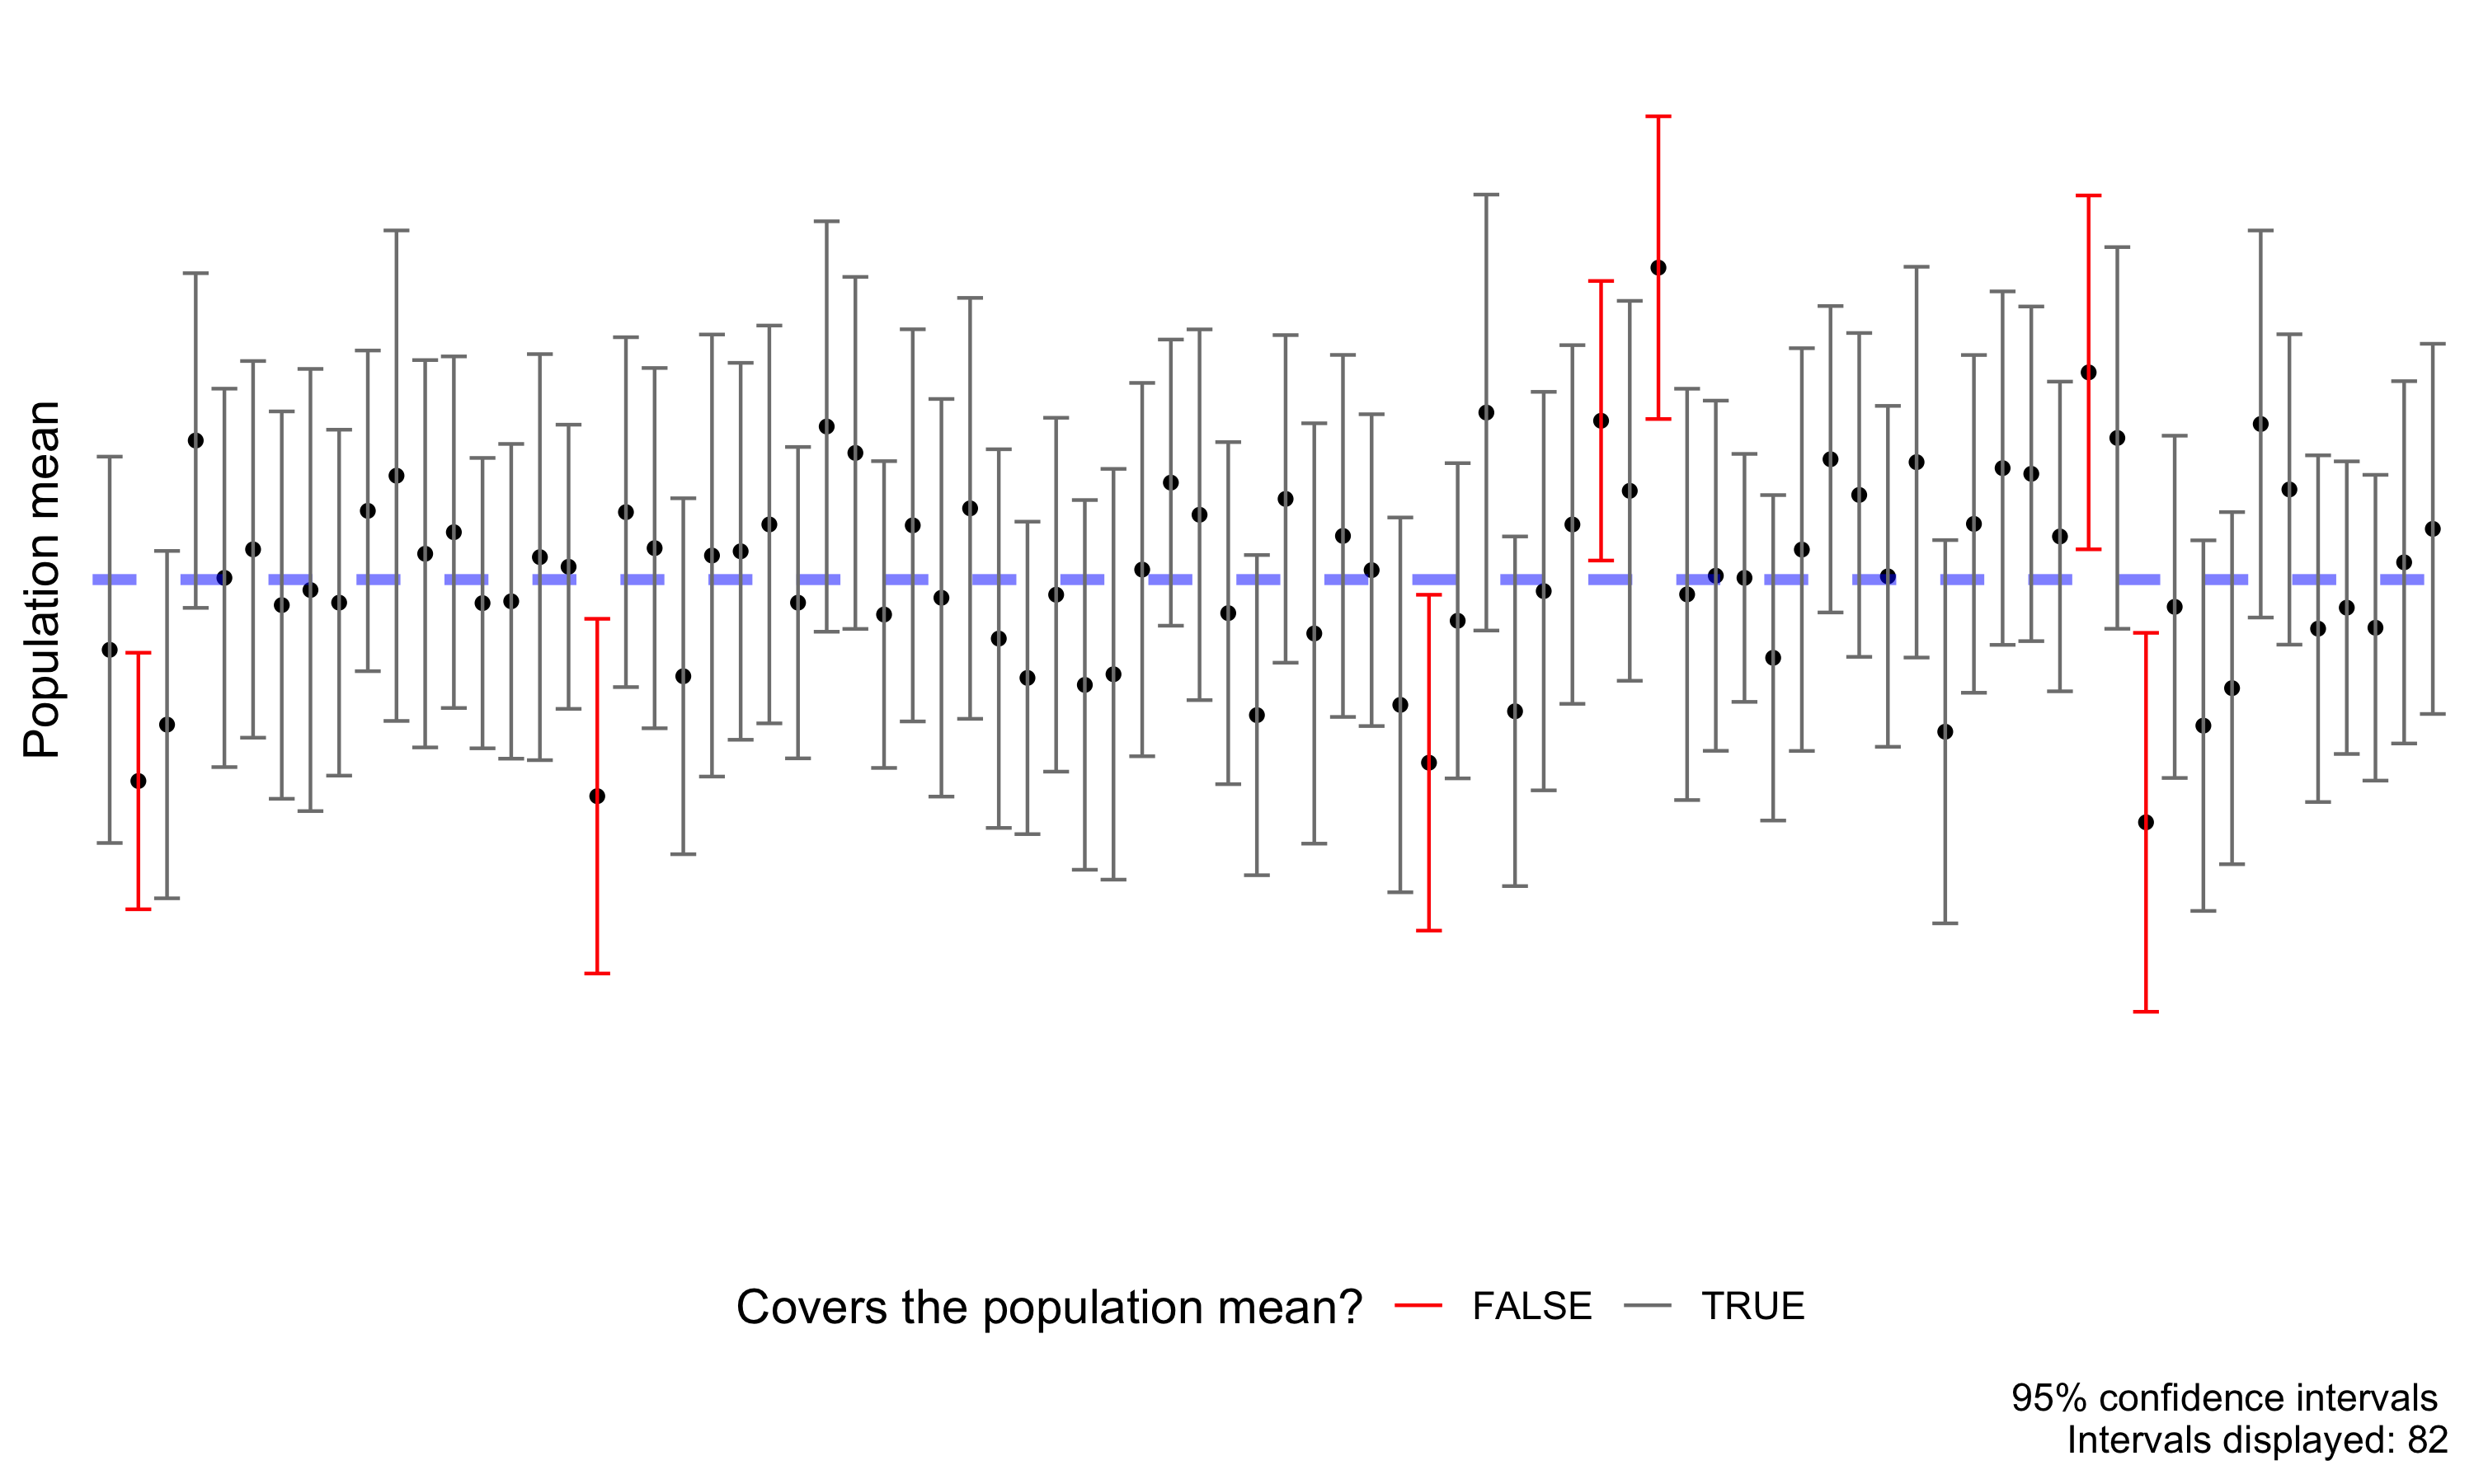 Population mean
Covers the population mean? FALSE TRUE
95% confidence intervals
Intervals displayed: 82